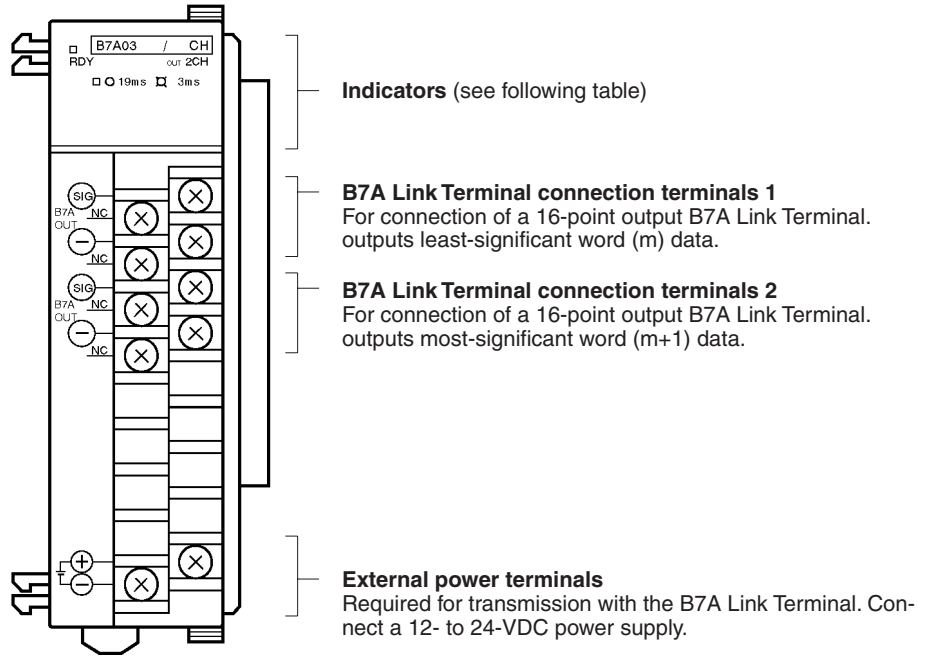 B7A03 / CH
RDY OUT 2CH
19ms 3ms
Indicators (see following table)
SIG
B7A
OUT
NC
−
NC
B7A Link Terminal connection terminals 1
For connection of a 16-point output B7A Link Terminal.
outputs least-significant word (m) data.
SIG
B7A
OUT
NC
−
NC
B7A Link Terminal connection terminals 2
For connection of a 16-point output B7A Link Terminal.
outputs most-significant word (m+1) data.
+
−
External power terminals
Required for transmission with the B7A Link Terminal. Con-
nect a 12- to 24-VDC power supply.